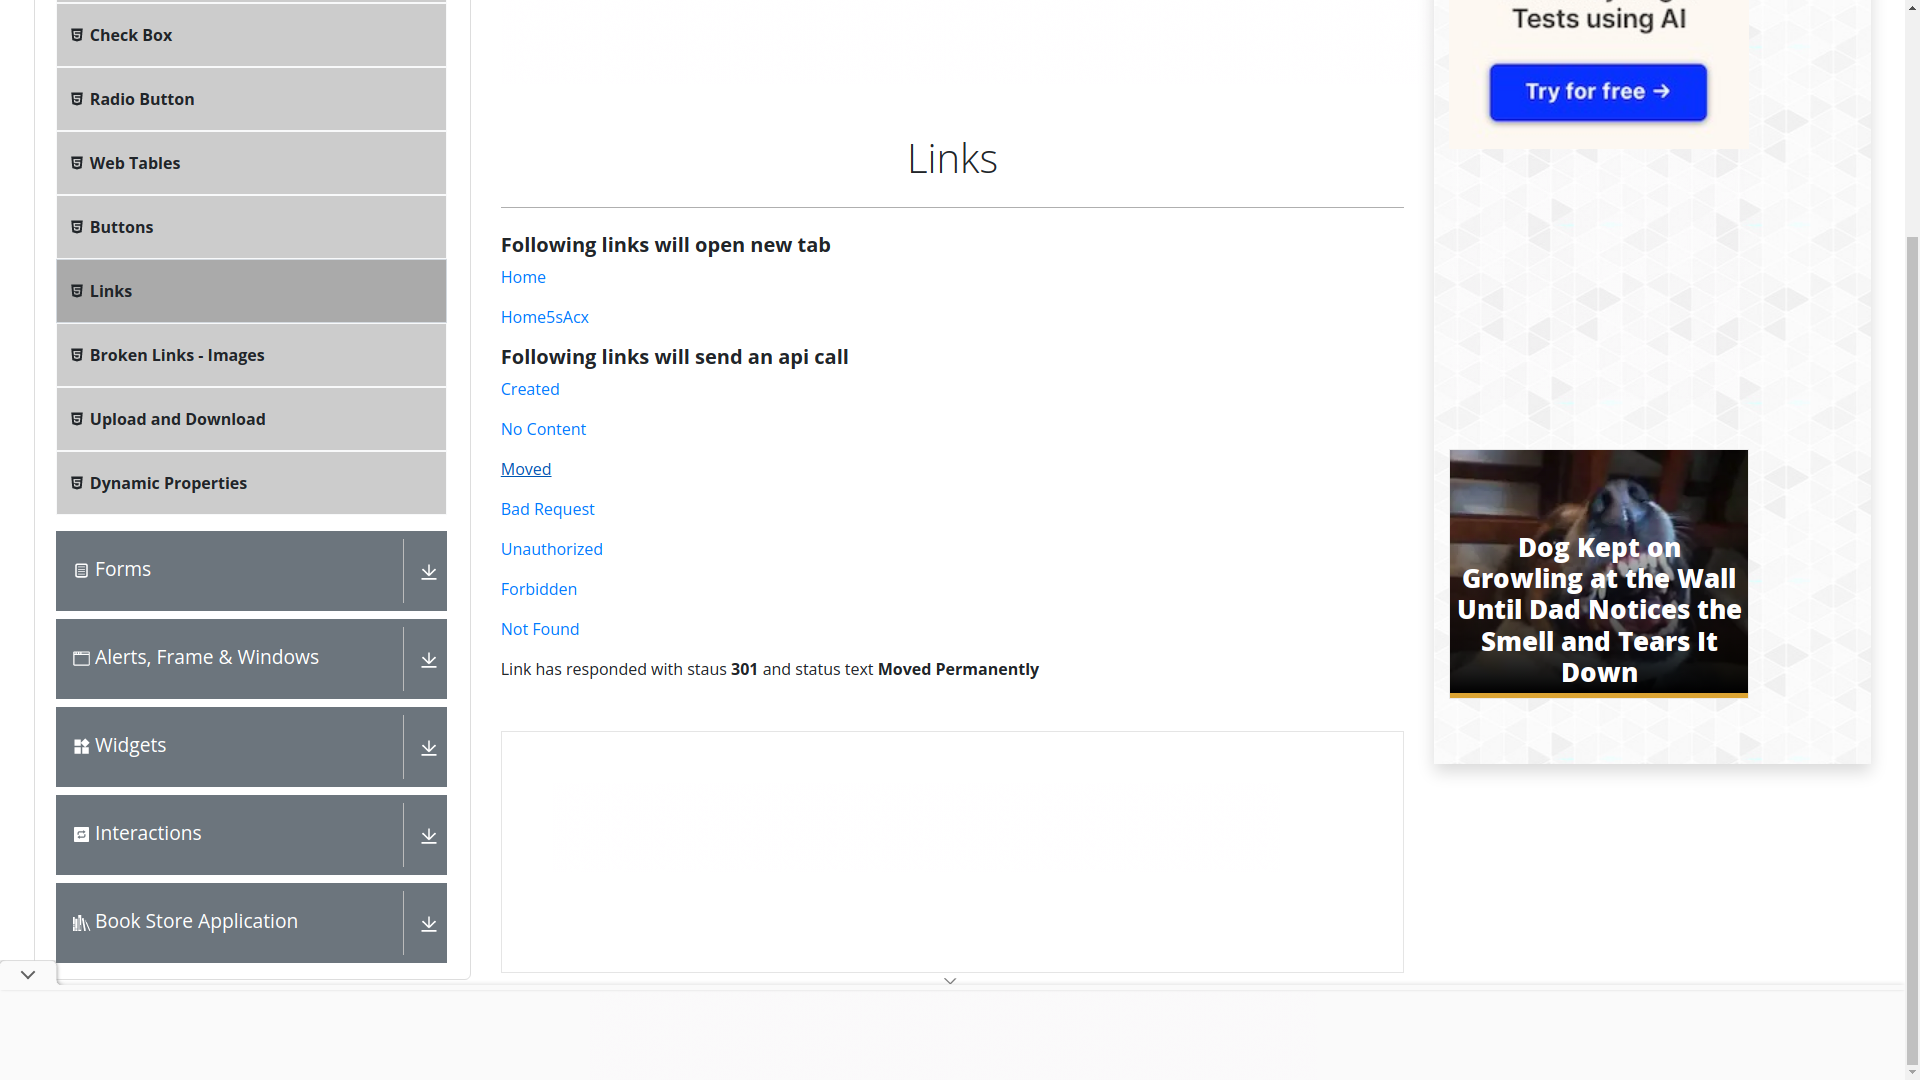 Check Box
Radio Button
Web Tables
Buttons
Links
Broken Links - Images
Upload and Download
Dynamic Properties
Forms
Alerts, Frame & Windows
Widgets
Interactions
Book Store Application
Links
Following links will open new tab
Home
Home5sAcx
Following links will send an api call
Created
No Content
Moved
Bad Request
Unauthorized
Forbidden
Not Found
Link has responded with staus 301 and status text Moved Permanently
Tests using AI
Try for free →
Dog Kept on
Growling at the Wall
Until Dad Notices the
Smell and Tears It
Down